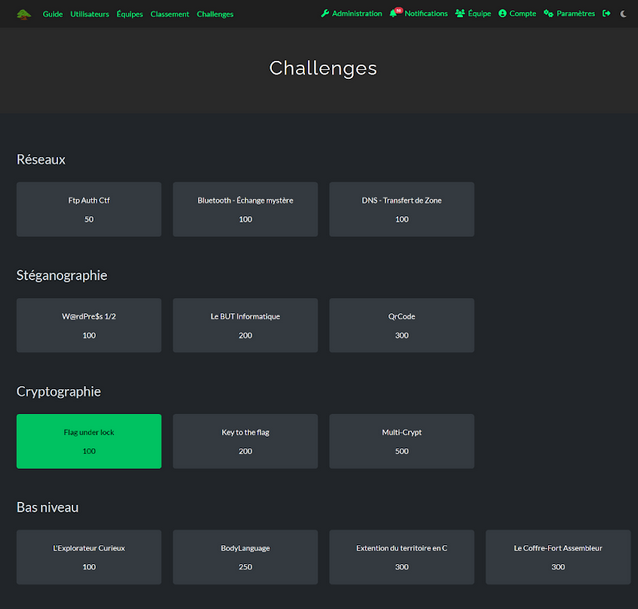 Guide Utilisateurs Équipes Classement Challenges Administration Notifications Équipe Compte Paramètres
Challenges
Réseaux
Ftp Auth Ctf Bluetooth - Échange mystère DNS - Transfert de Zone
50 100 100
Stéganographie
W@rdPre$s 1/2 Le BUT Informatique QrCode
100 200 300
Cryptographie
Flag under lock Key to the flag Multi-Crypt
100 200 500
Bas niveau
L'Explorateur Curieux BodyLanguage Extention du territoire en C Le Coffre-Fort Assembleur
100 250 300 300